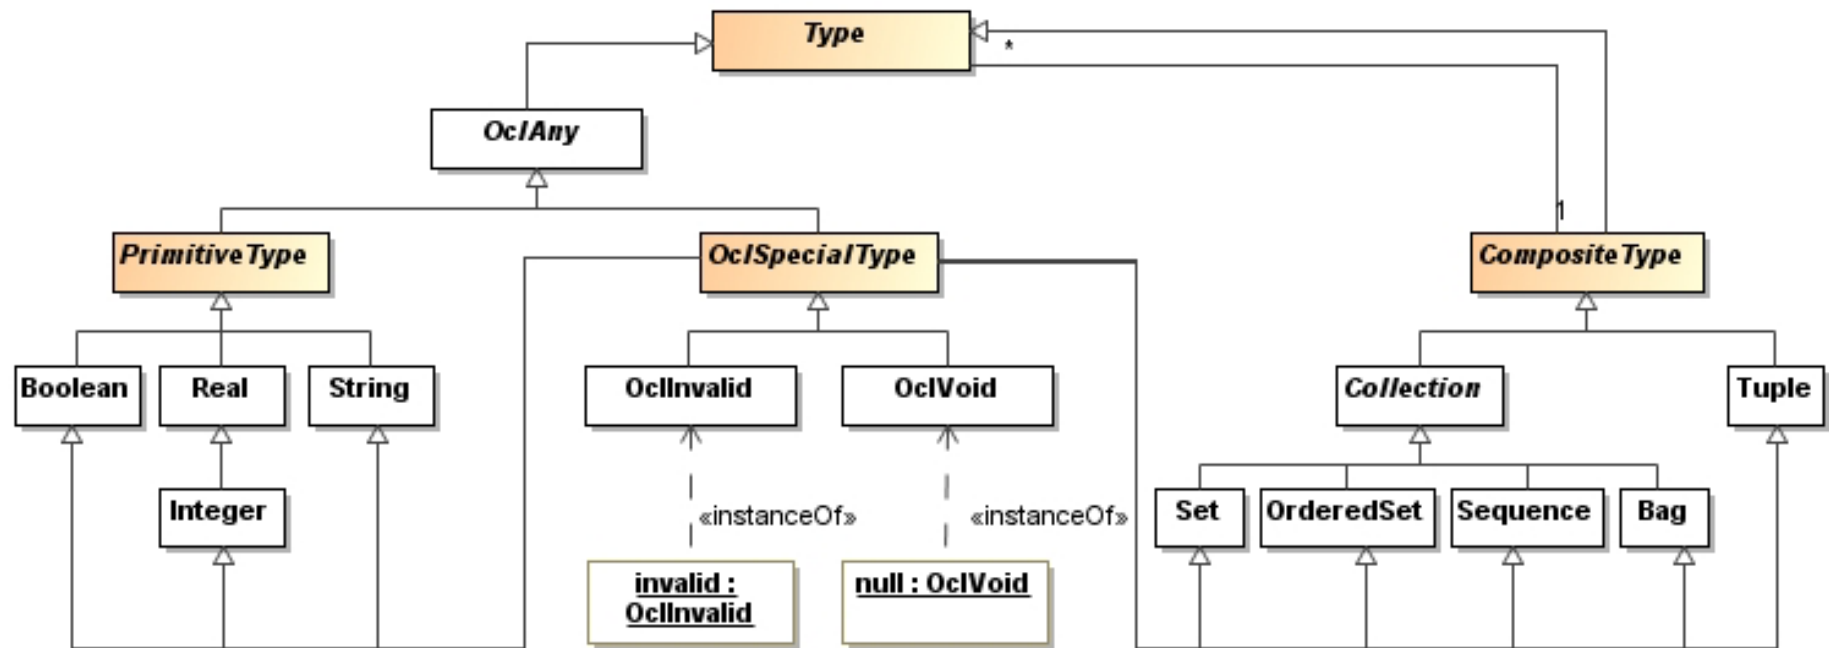 Type
*
OclAny
1
PrimitiveType
OclSpecialType
CompositeType
Boolean
Real
String
OclInvalid
OclVoid
Collection
Tuple
Integer
«instanceOf»
«instanceOf»
Set
OrderedSet
Sequence
Bag
invalid :
OclInvalid
null : OclVoid